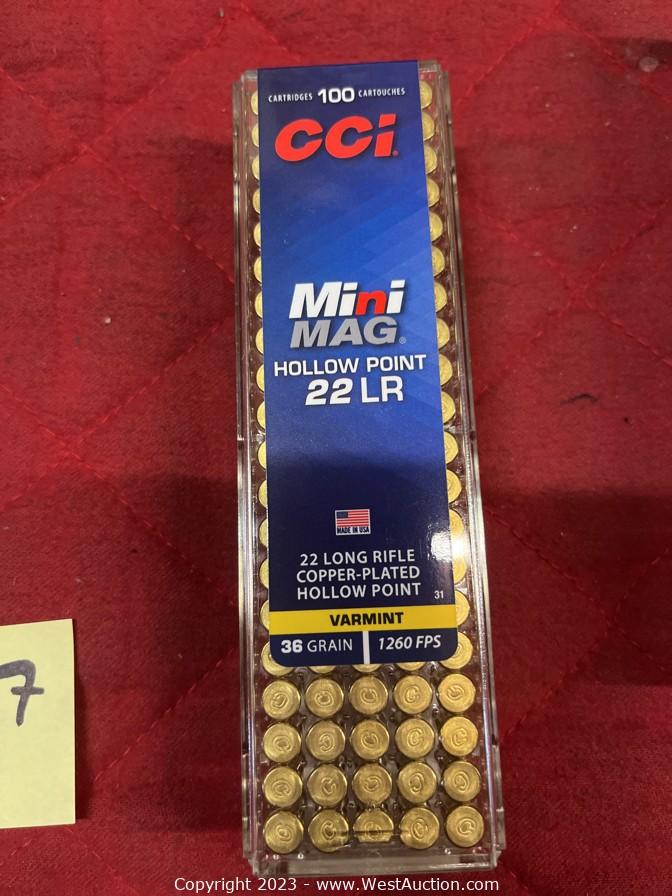 CARTRIDGES 100 CARTOUCHES
CCi
Mini
MAG®
HOLLOW POINT
22 LR
MADE IN USA
22 LONG RIFLE
COPPER-PLATED
HOLLOW POINT 31
VARMINT
36 GRAIN 1260 FPS
7
Copyright 2023 - www.WestAuction.com